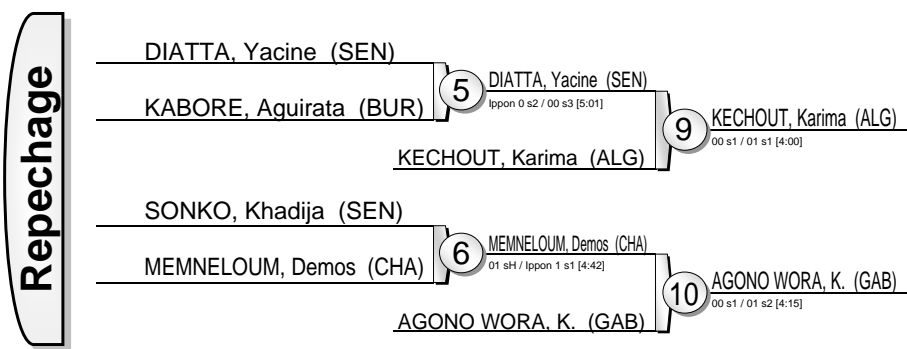 Repechage
DIATTA, Yacine (SEN)
KABORE, Aguirata (BUR)
5
DIATTA, Yacine (SEN)
Ippon 0 s2 / 00 s3 [5:01]
KECHOUT, Karima (ALG)
9
KECHOUT, Karima (ALG)
00 s1 / 01 s1 [4:00]
SONKO, Khadija (SEN)
MEMNELOUM, Demos (CHA)
6
MEMNELOUM, Demos (CHA)
01 sH / Ippon 1 s1 [4:42]
AGONO WORA, K. (GAB)
10
AGONO WORA, K. (GAB)
00 s1 / 01 s2 [4:15]